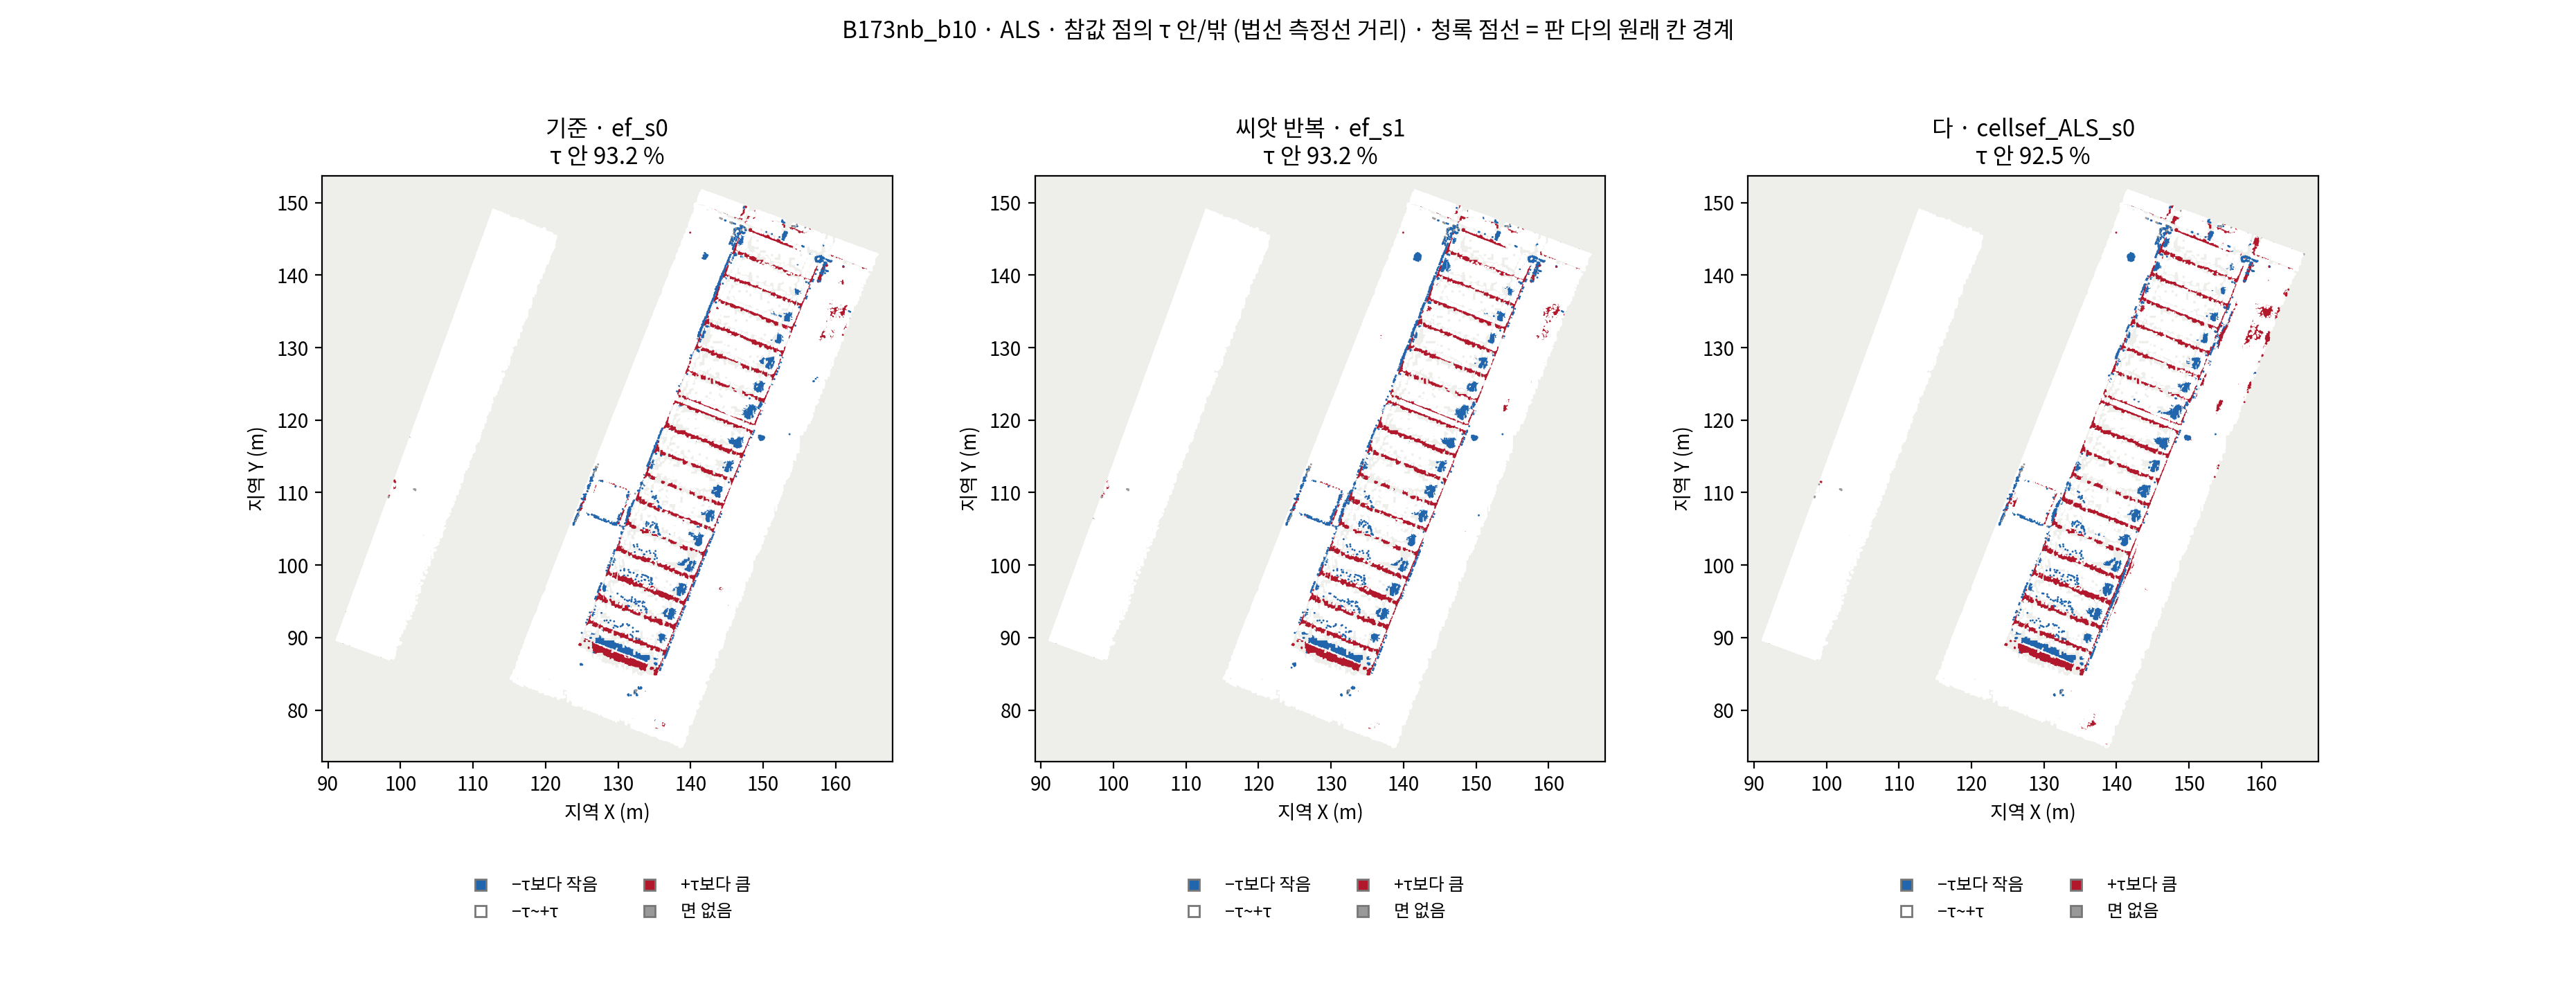 B173nb_b10 · ALS · 참값 점의 τ 안/밖 (법선 측정선 거리) · 청록 점선 = 판 다의 원래 칸 경계
기준 · ef_s0
τ 안 93.2 %
씨앗 반복 · ef_s1
τ 안 93.2 %
다 · cellsef_ALS_s0
τ 안 92.5 %
지역 Y (m)
150
140
130
120
110
100
90
80
90 100 110 120 130 140 150 160
지역 X (m)
지역 Y (m)
150
140
130
120
110
100
90
80
90 100 110 120 130 140 150 160
지역 X (m)
지역 Y (m)
150
140
130
120
110
100
90
80
90 100 110 120 130 140 150 160
지역 X (m)
−τ보다 작음 +τ보다 큼
−τ~+τ 면 없음
−τ보다 작음 +τ보다 큼
−τ~+τ 면 없음
−τ보다 작음 +τ보다 큼
−τ~+τ 면 없음